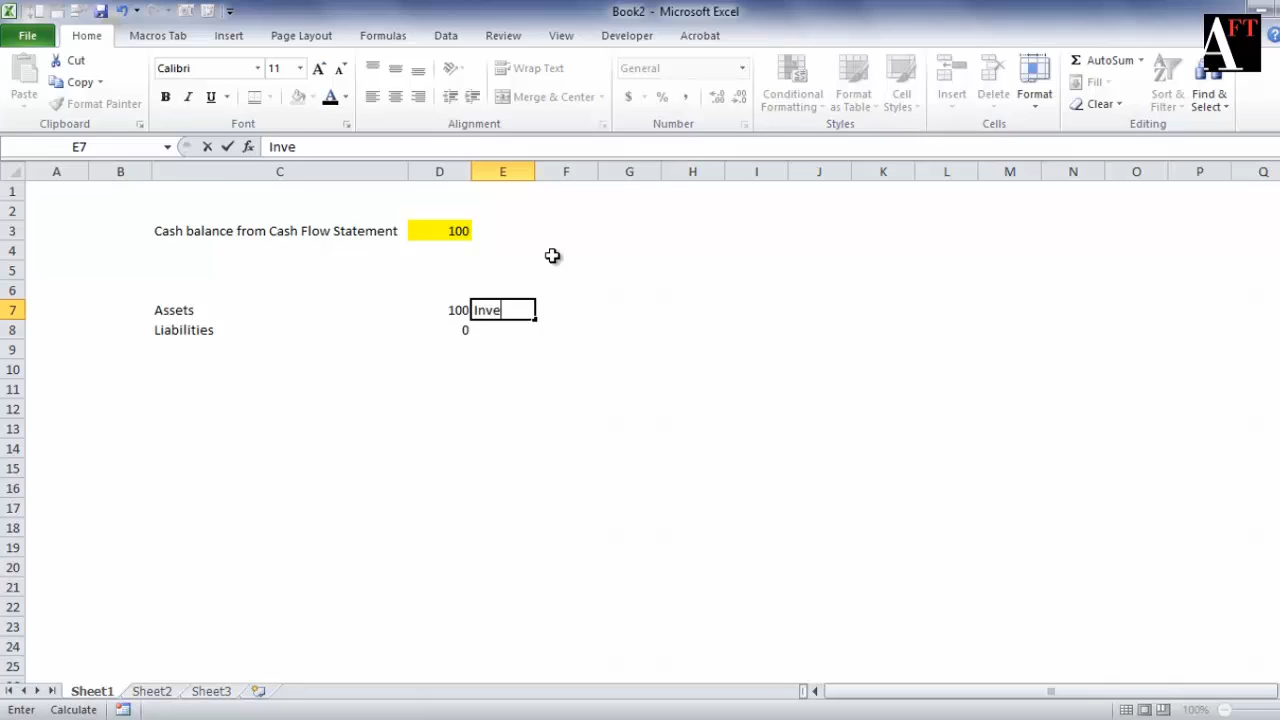 Book2 - Microsoft Excel
AFT
File Home Macros Tab Insert Page Layout Formulas Data Review View Developer Acrobat
Paste
Cut
Copy
Format Painter
Clipboard
Calibri 11
B I U A
Font
Wrap Text
Merge & Center
Alignment
General
$ % ,
Number
Conditional Formatting
Format as Table
Cell Styles
Styles
Insert
Delete
Format
Cells
Σ AutoSum
Fill
Clear
Sort & Filter
Find & Select
Editing
E7 fx Inve
A B C D E F G H I J K L M N O P Q
1
2
3 Cash balance from Cash Flow Statement 100
4
5
6
7 Assets 100 Inve
8 Liabilities 0
9
10
11
12
13
14
15
16
17
18
19
20
21
22
23
24
25
Sheet1 Sheet2 Sheet3
Enter Calculate 100%